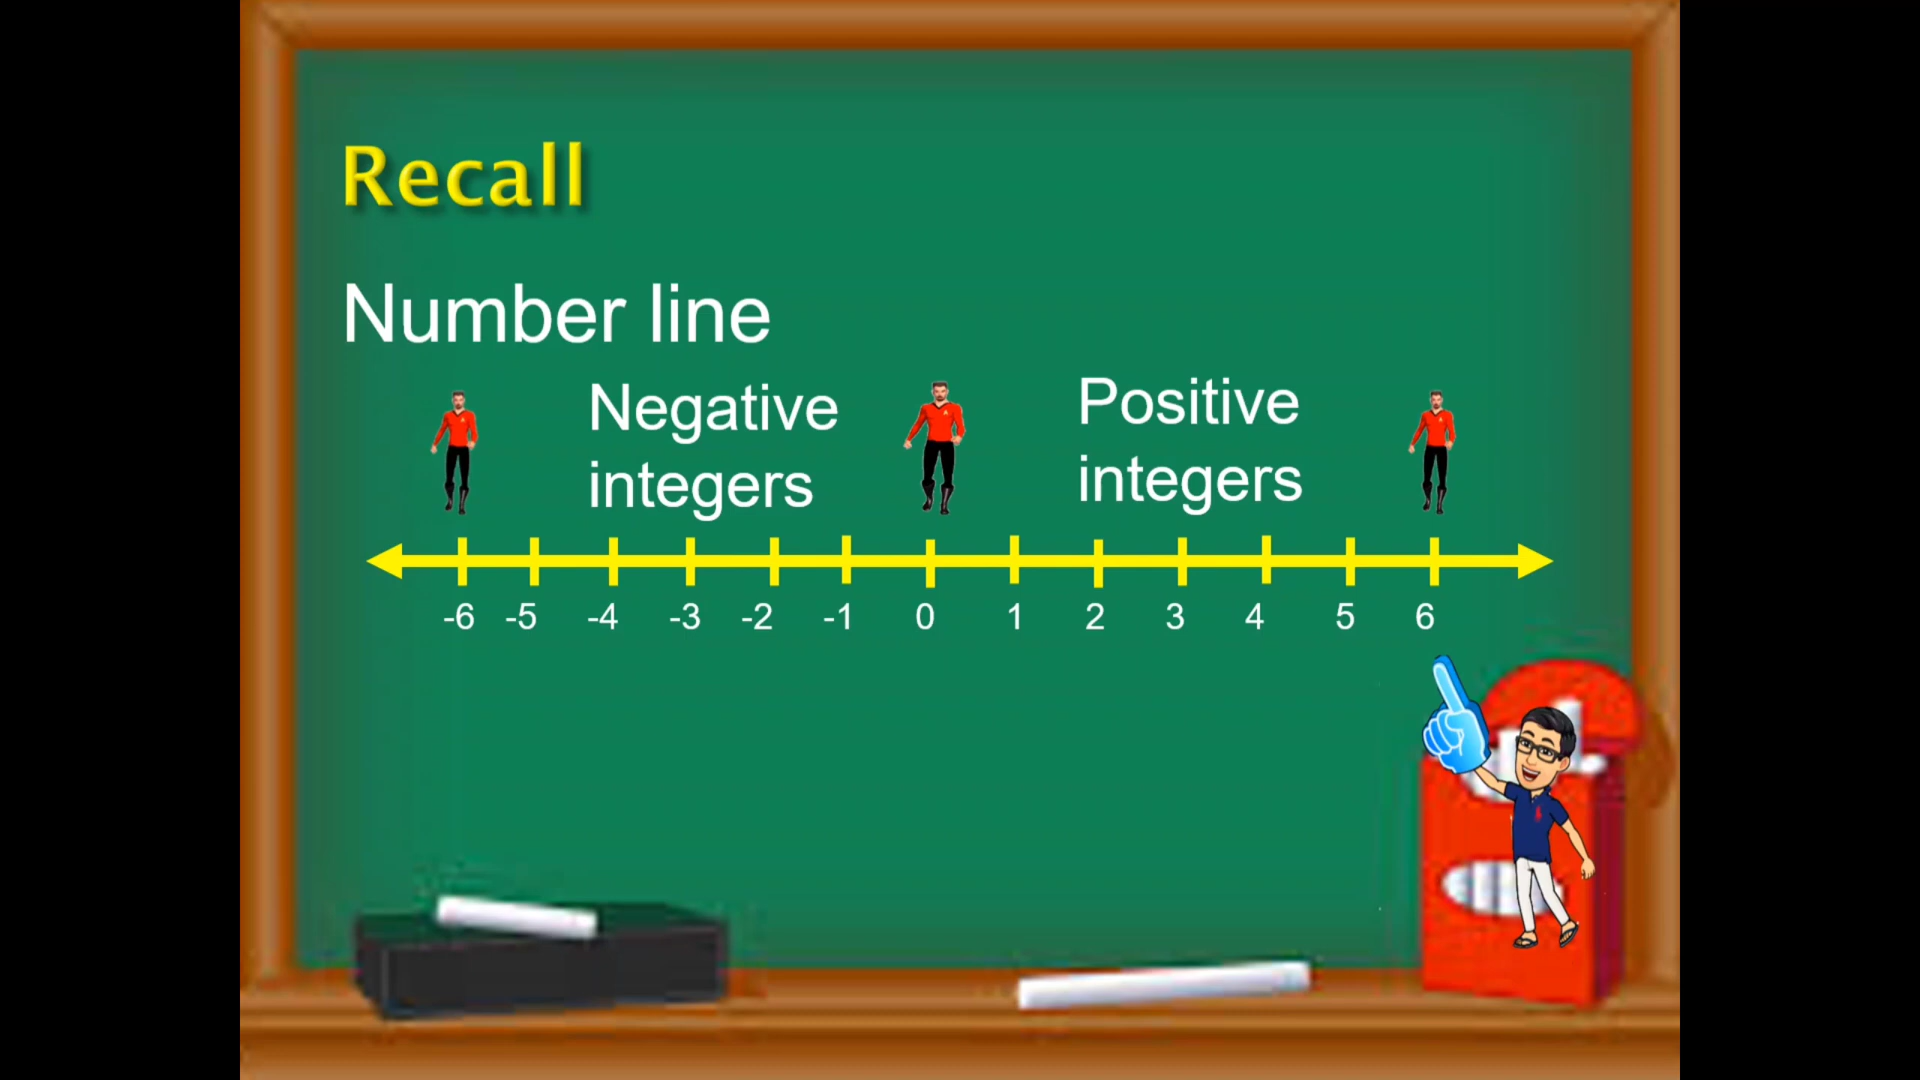 Recall
Number line
Negative
integers
Positive
integers
-6 -5 -4 -3 -2 -1 0 1 2 3 4 5 6